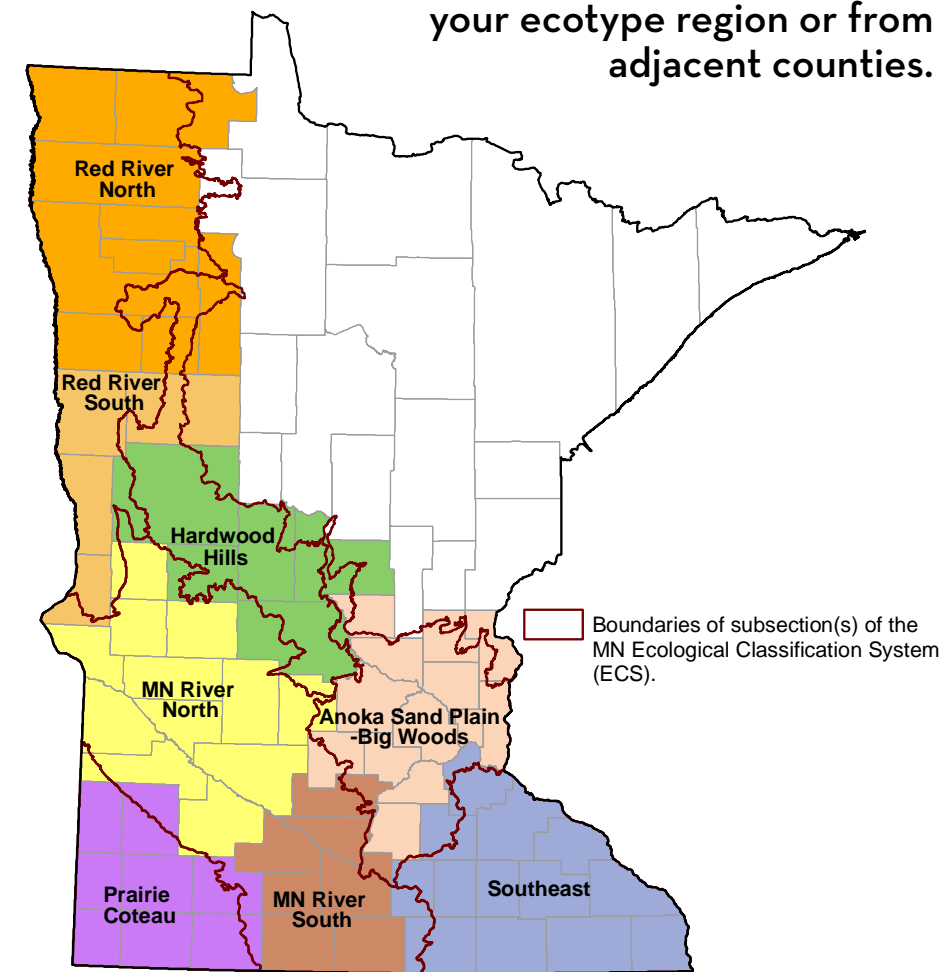 your ecotype region or from
adjacent counties.
Red River
North
Red River
South
Hardwood
Hills
Boundaries of subsection(s) of the
MN Ecological Classification System
(ECS).
MN River
North
Anoka Sand Plain
-Big Woods
Prairie
Coteau
MN River
South
Southeast